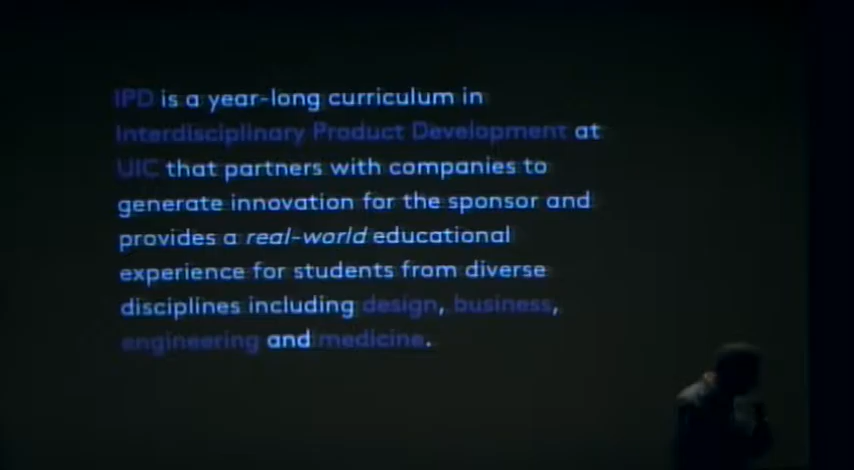 IPD is a year-long curriculum in
Interdisciplinary Product Development at
UIC that partners with companies to
generate innovation for the sponsor and
provides a real-world educational
experience for students from diverse
disciplines including design, business,
engineering and medicine.